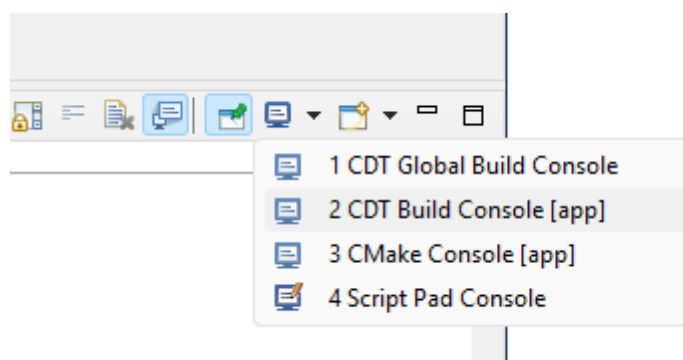 1 CDT Global Build Console
2 CDT Build Console [app]
3 CMake Console [app]
4 Script Pad Console